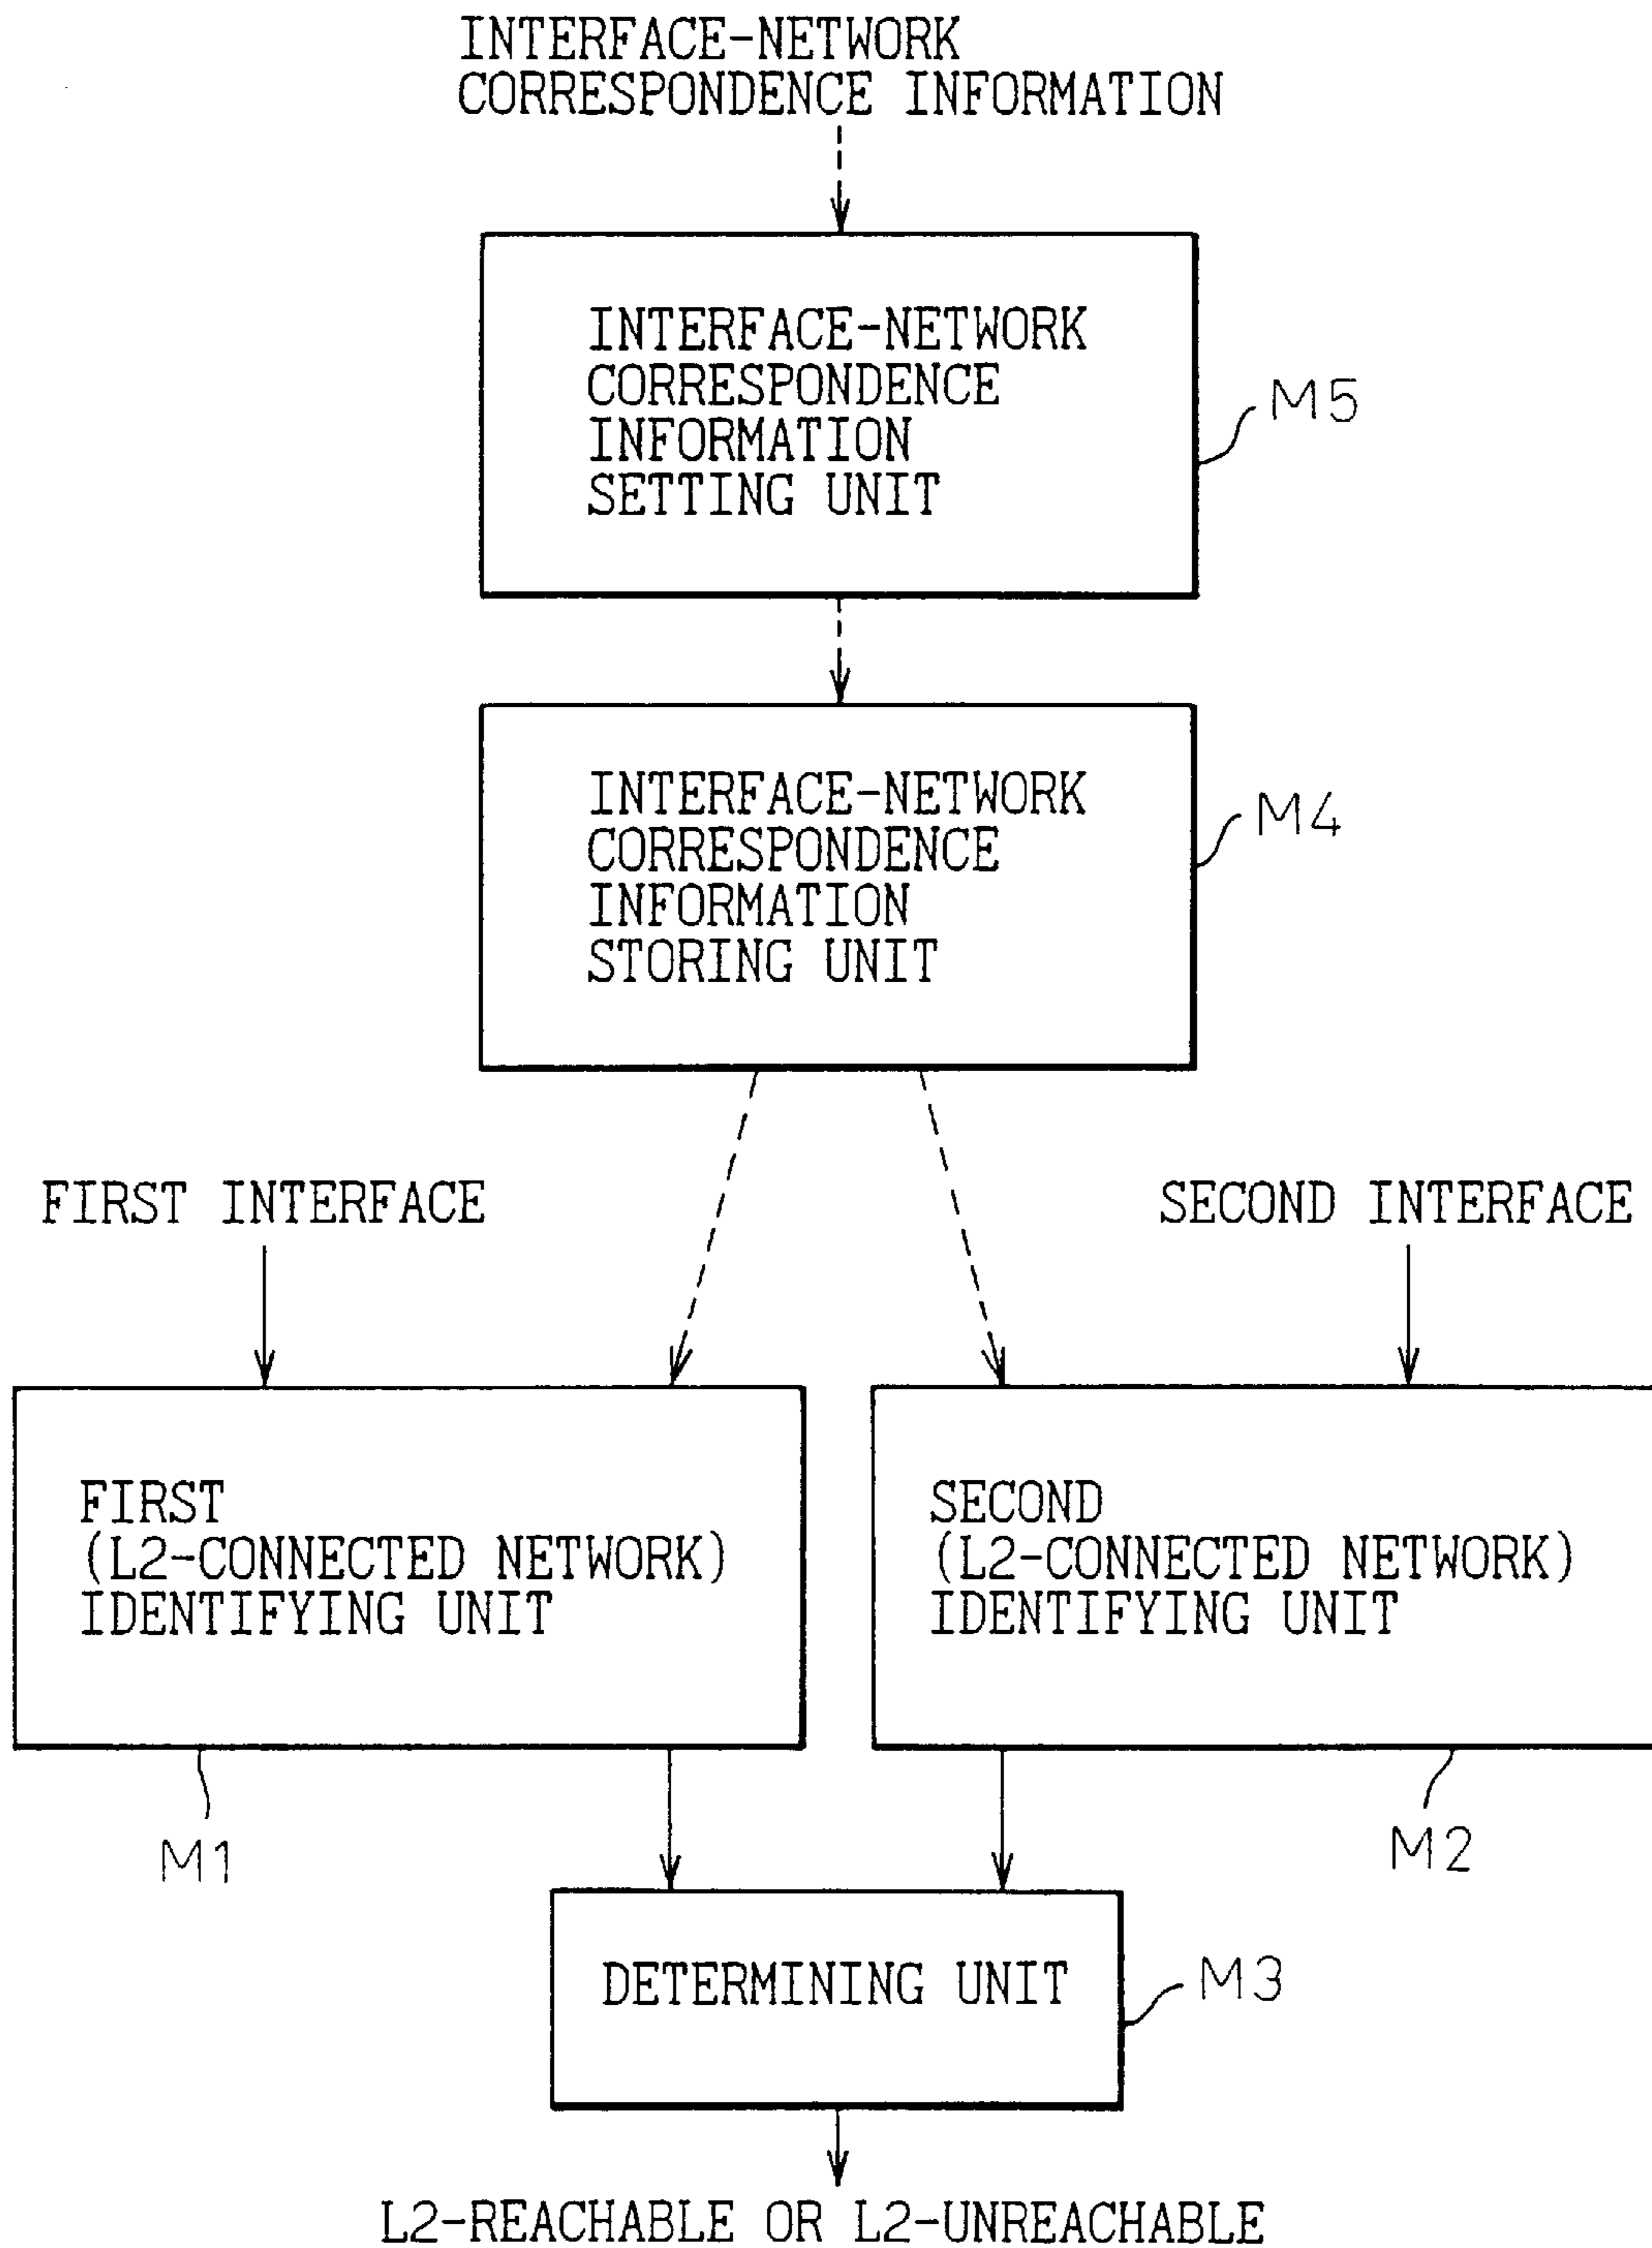 INTERFACE-NETWORK
CORRESPONDENCE INFORMATION
INTERFACE-NETWORK
CORRESPONDENCE
INFORMATION
SETTING UNIT
M5
INTERFACE-NETWORK
CORRESPONDENCE
INFORMATION
STORING UNIT
M4
FIRST INTERFACE
SECOND INTERFACE
FIRST
(L2-CONNECTED NETWORK)
IDENTIFYING UNIT
SECOND
(L2-CONNECTED NETWORK)
IDENTIFYING UNIT
M1
M2
DETERMINING UNIT
M3
L2-REACHABLE OR L2-UNREACHABLE